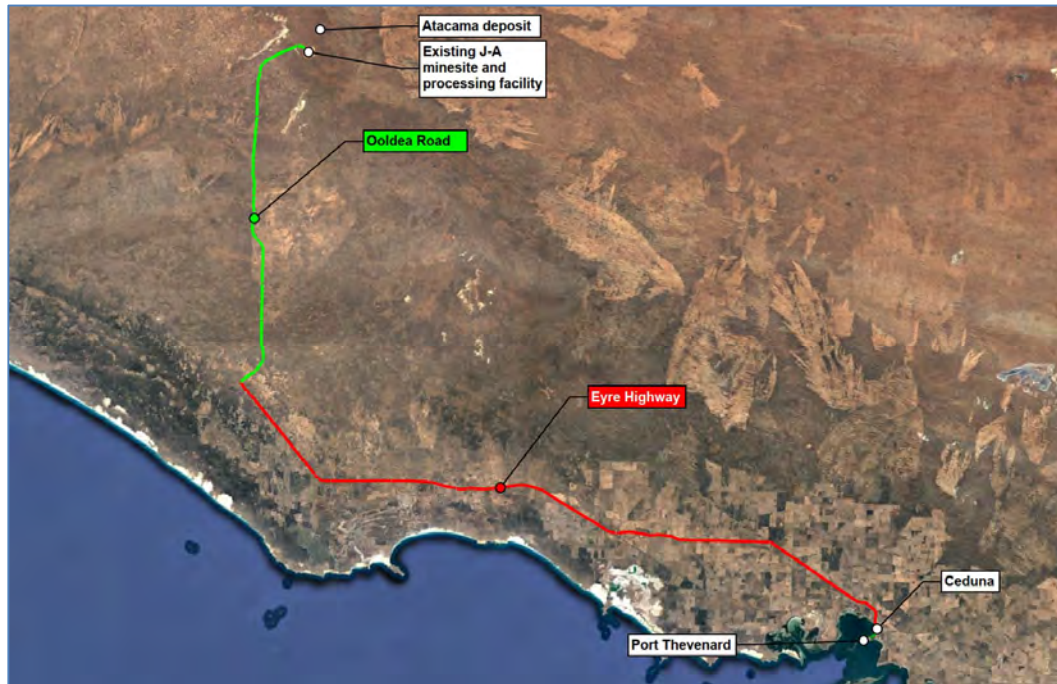 Atacama deposit
Existing J-A
minesite and
processing facility
Ooldea Road
Eyre Highway
Ceduna
Port Thevenard